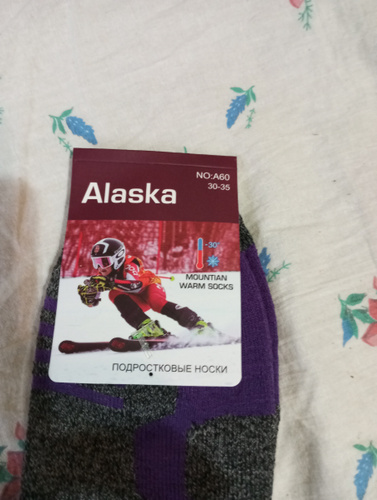 NO:A60
30-35
Alaska
-30°
MOUNTIAN
WARM SOCKS
ПОДРОСТКОВЫЕ НОСКИ